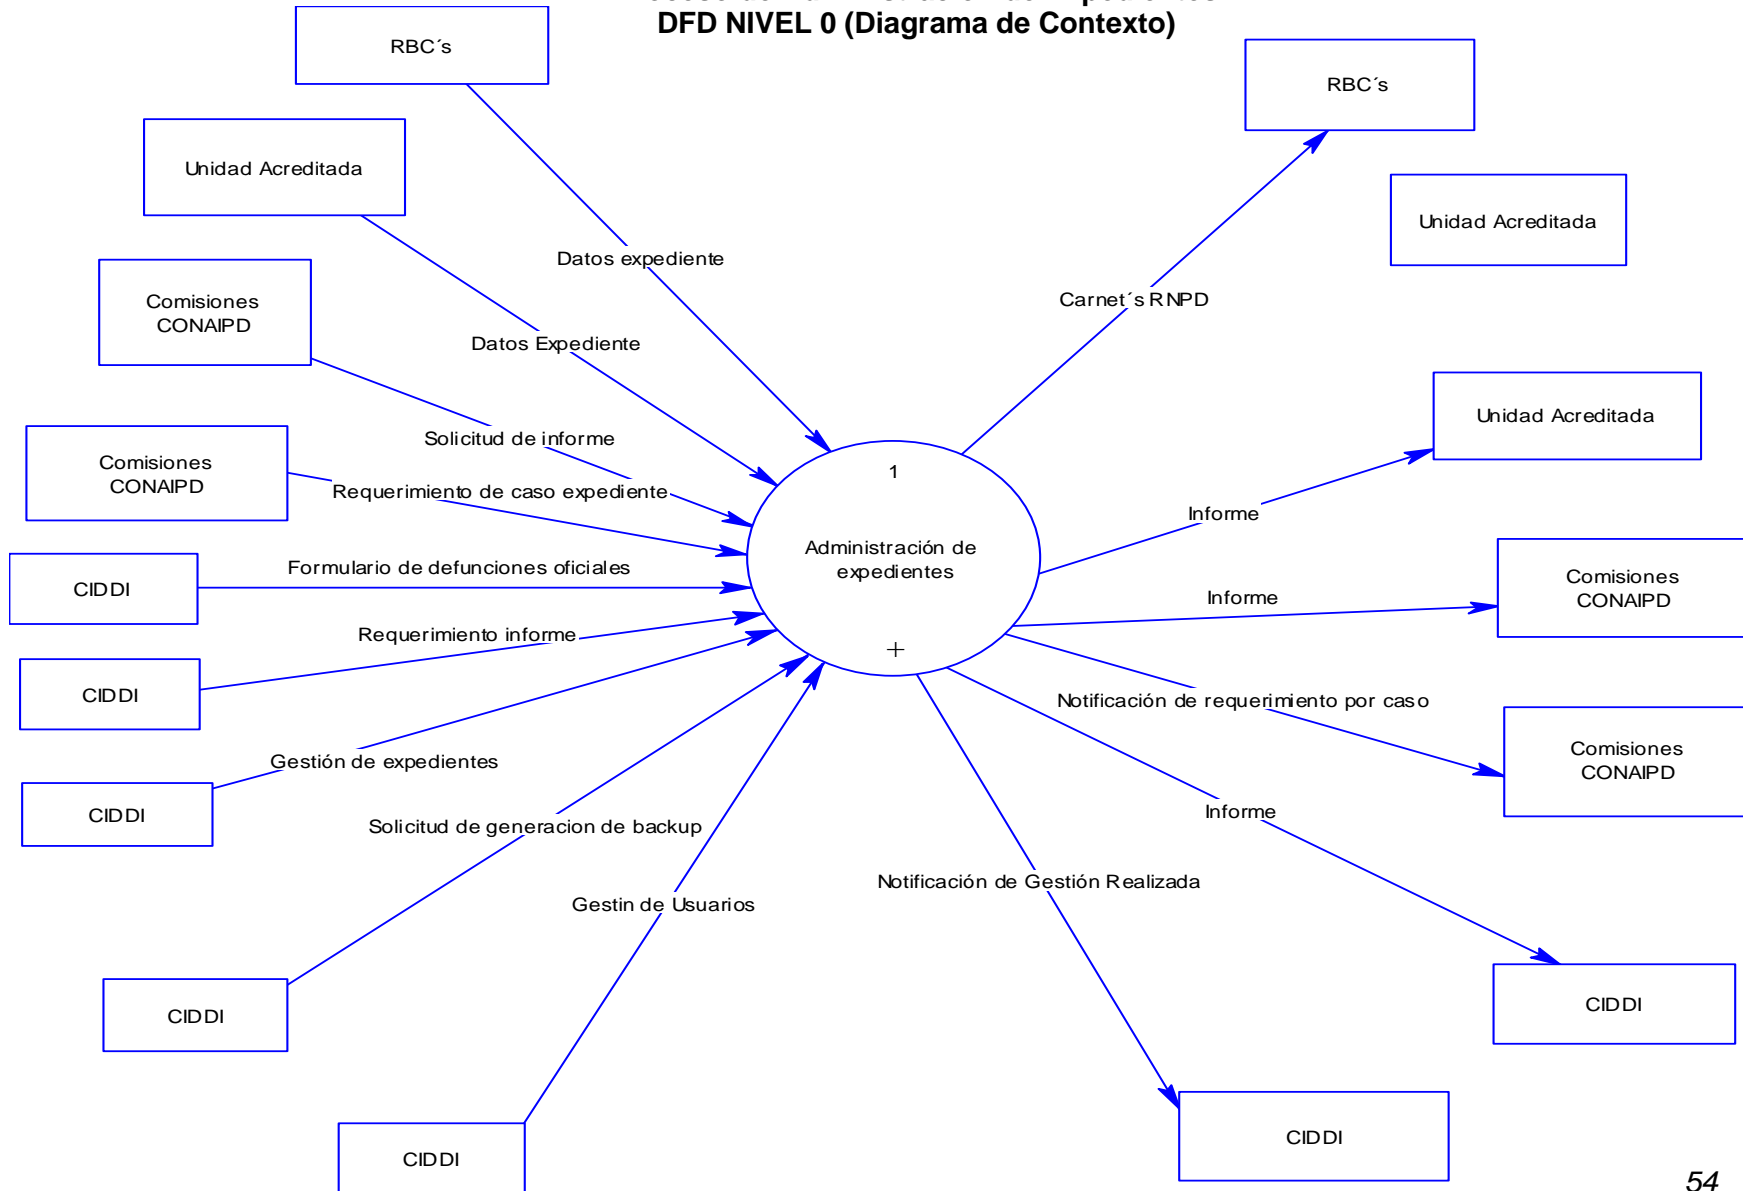 DFD NIVEL 0 (Diagrama de Contexto)
RBC´s
RBC´s
Unidad Acreditada
Unidad Acreditada
Datos expediente
Comisiones
CONAIPD
Carnet´s RNPD
Datos Expediente
Unidad Acreditada
Solicitud de informe
Comisiones
CONAIPD
1
Requerimiento de caso expediente
Informe
Administración de
expedientes
Formulario de defunciones oficiales
CIDDI
Comisiones
CONAIPD
Informe
Requerimiento informe
+
CIDDI
Notificación de requerimiento por caso
Gestión de expedientes
Comisiones
CONAIPD
CIDDI
Solicitud de generacion de backup
Informe
Notificación de Gestión Realizada
Gestin de Usuarios
CIDDI
CIDDI
CIDDI
CIDDI
54